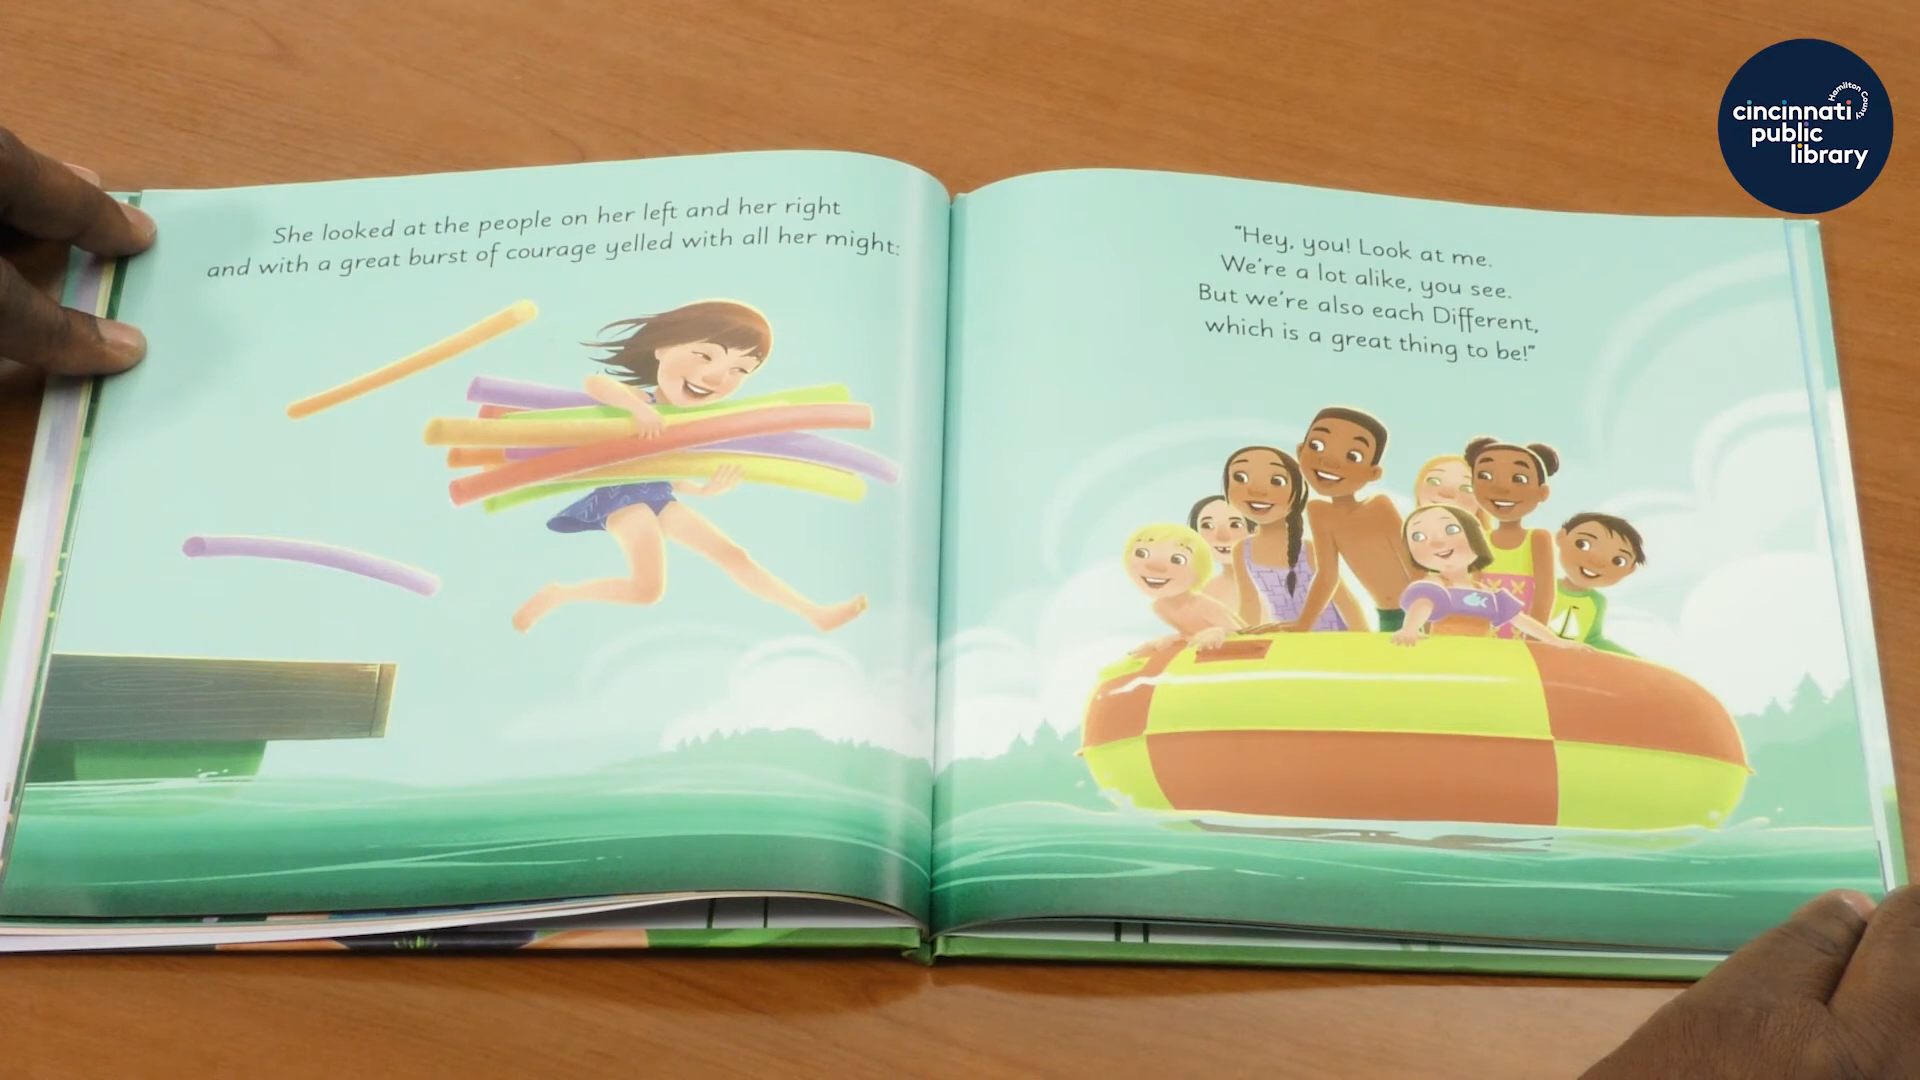 She looked at the people on her left and her right
and with a great burst of courage yelled with all her might:
"Hey, you! Look at me.
We're a lot alike, you see.
But we're also each Different,
which is a great thing to be!"
cincinnati
Hamilton County
public
library